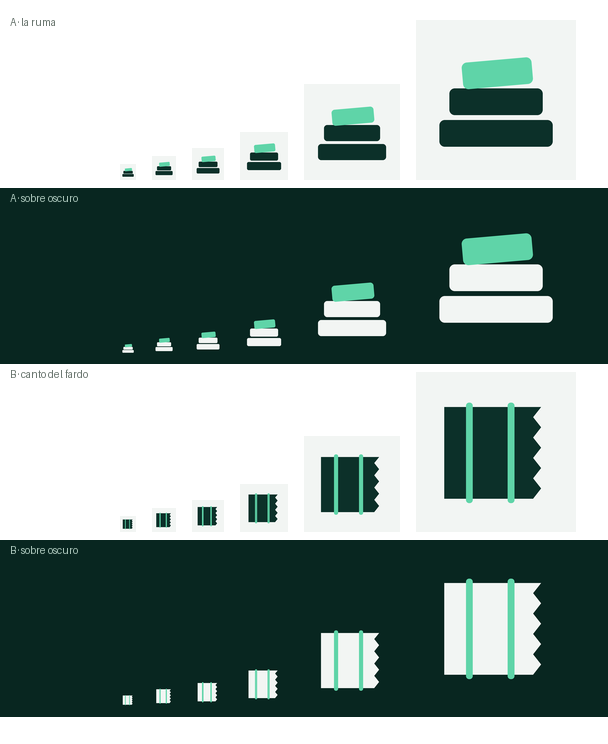 A · la ruma
A · sobre oscuro
B · canto del fardo
B · sobre oscuro